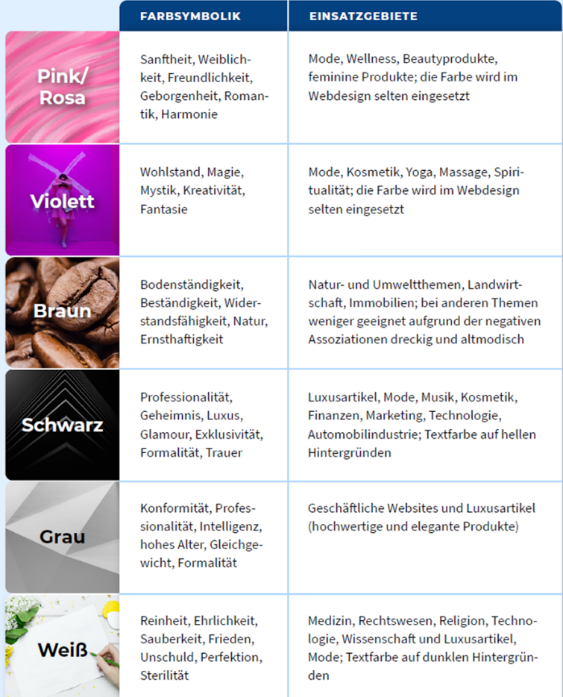 FARBSYMBOLIK
EINSATZGEBIETE
Pink/
Rosa
Sanftheit, Weiblich-
keit, Freundlichkeit,
Geborgenheit, Roman-
tik, Harmonie
Mode, Wellness, Beautyprodukte,
feminine Produkte; die Farbe wird im
Webdesign selten eingesetzt
Violett
Wohlstand, Magie,
Mystik, Kreativität,
Fantasie
Mode, Kosmetik, Yoga, Massage, Spiri-
tualität; die Farbe wird im Webdesign
selten eingesetzt
Braun
Bodenständigkeit,
Beständigkeit, Wider-
standsfähigkeit, Natur,
Ernsthaftigkeit
Natur- und Umweltthemen, Landwirt-
schaft, Immobilien; bei anderen Themen
weniger geeignet aufgrund der negativen
Assoziationen dreckig und altmodisch
Schwarz
Professionalität,
Geheimnis, Luxus,
Glamour, Exklusivität,
Formalität, Trauer
Luxusartikel, Mode, Musik, Kosmetik,
Finanzen, Marketing, Technologie,
Automobilindustrie; Textfarbe auf hellen
Hintergründen
Grau
Konformität, Profes-
sionalität, Intelligenz,
hohes Alter, Gleichge-
wicht, Formalität
Geschäftliche Websites und Luxusartikel
(hochwertige und elegante Produkte)
Weiß
Reinheit, Ehrlichkeit,
Sauberkeit, Frieden,
Unschuld, Perfektion,
Sterilität
Medizin, Rechtswesen, Religion, Techno-
logie, Wissenschaft und Luxusartikel,
Mode; Textfarbe auf dunklen Hintergrün-
den